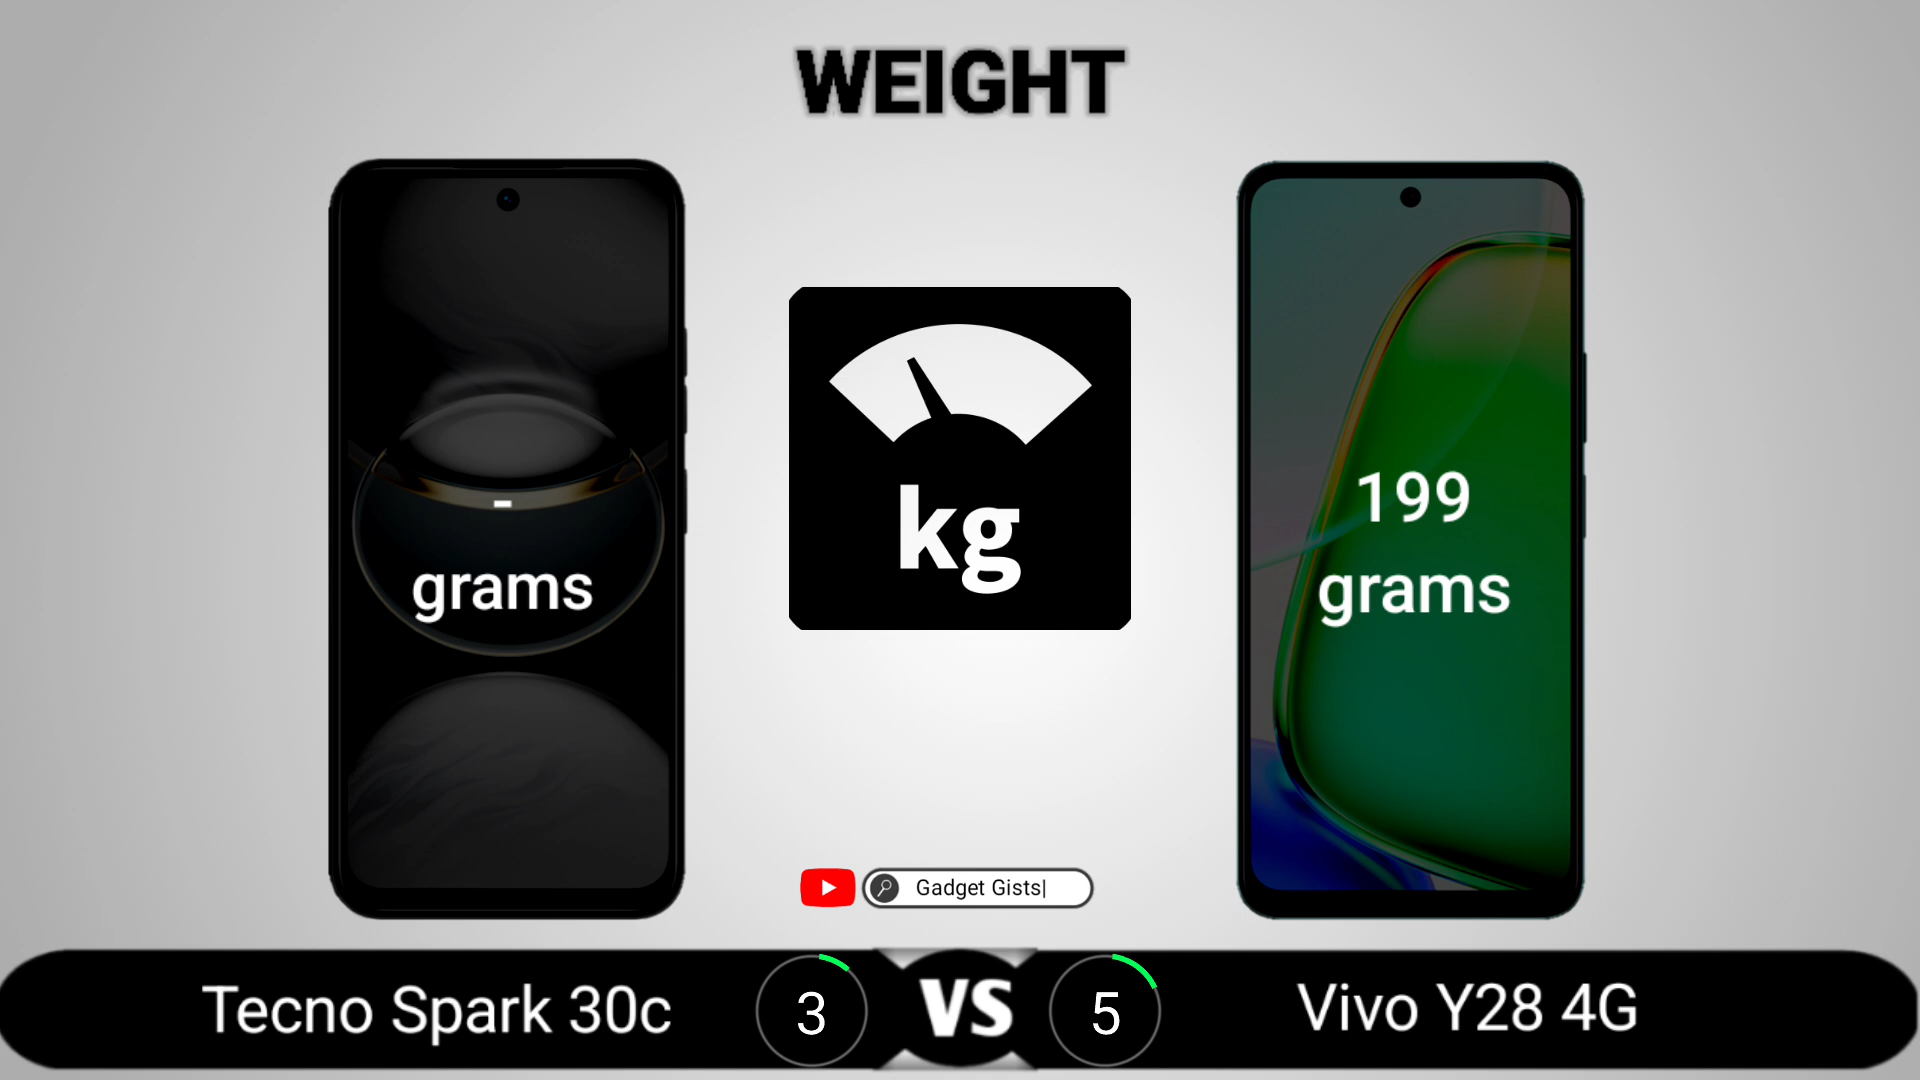 WEIGHT
-
grams
kg
199
grams
Gadget Gists|
Tecno Spark 30c
3
VS
5
Vivo Y28 4G